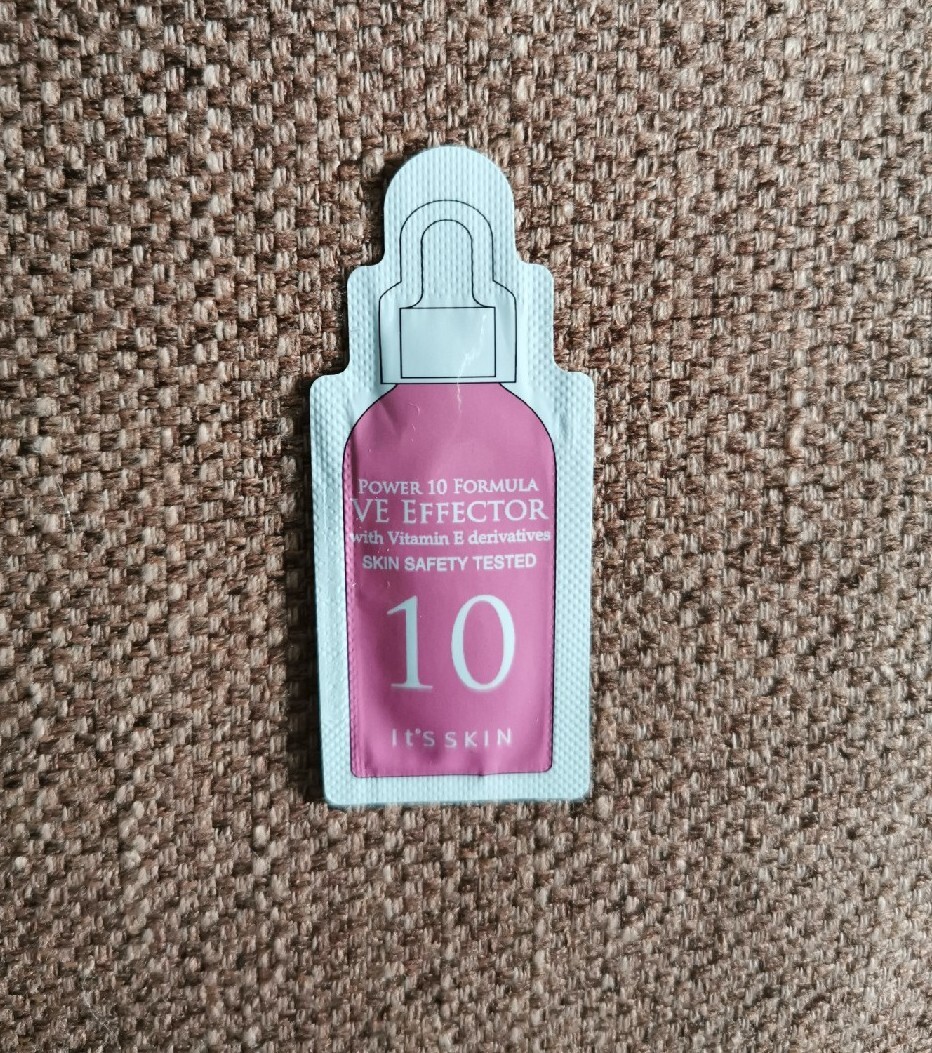 POWER 10 FORMULA
VE EFFECTOR
with Vitamin E derivatives
SKIN SAFETY TESTED
10
It's SKIN